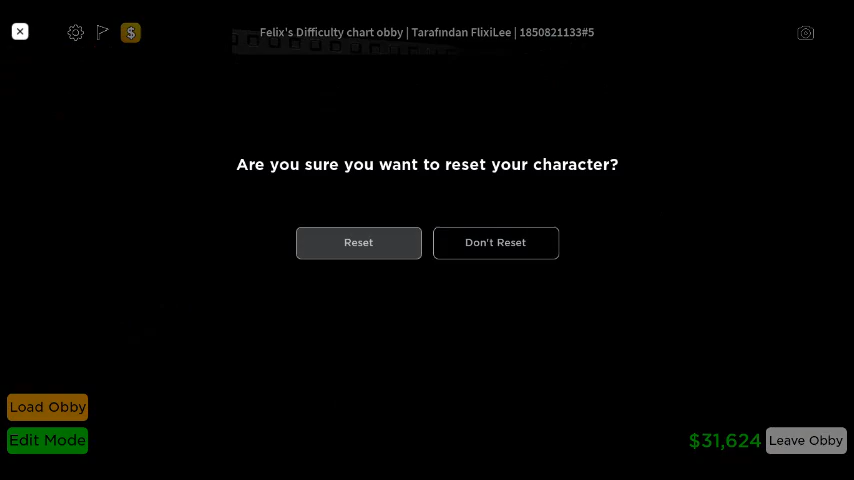 Felix's Difficulty chart obby | Tarafından FlixiLee | 1850821133#5
Are you sure you want to reset your character?
Reset
Don't Reset
Load Obby
Edit Mode
$31,624
Leave Obby